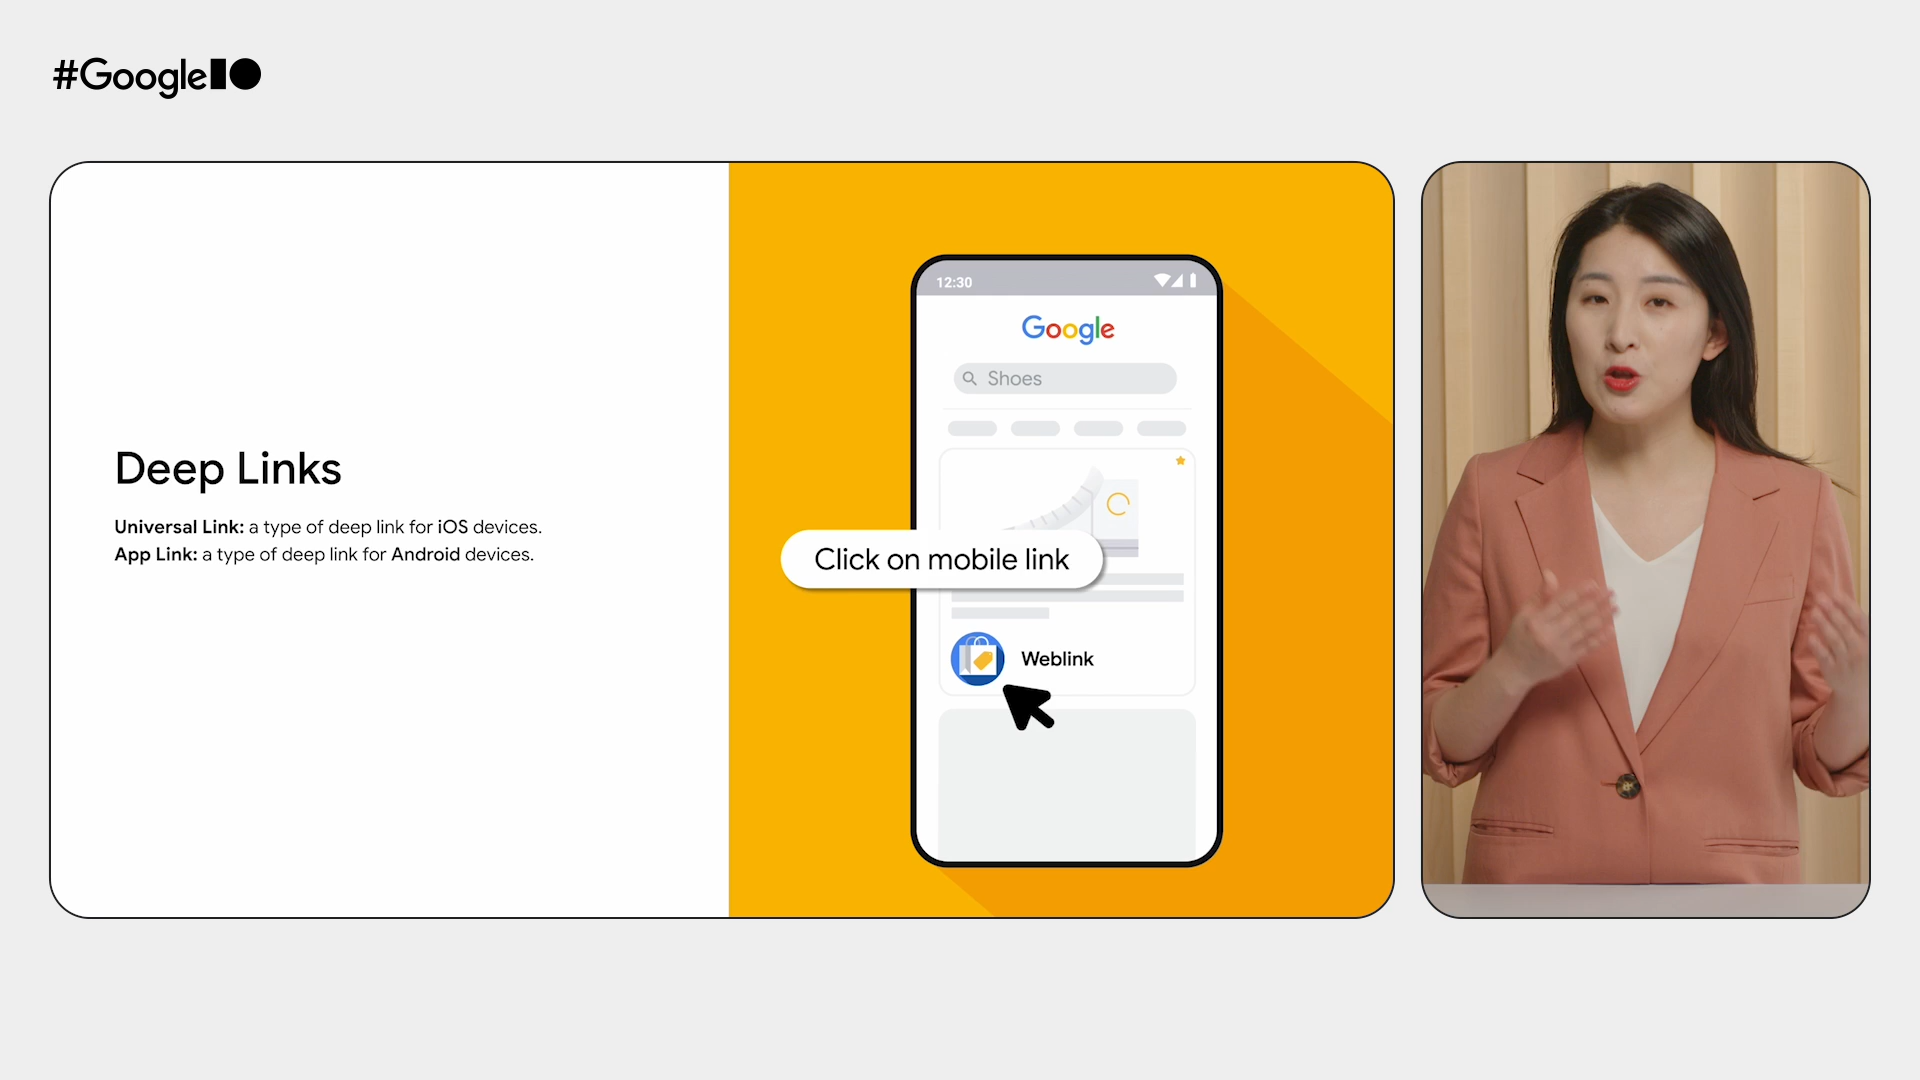 #GoogleIO
Deep Links
Universal Link: a type of deep link for iOS devices.
App Link: a type of deep link for Android devices.
12:30
Google
Shoes
Click on mobile link
Weblink